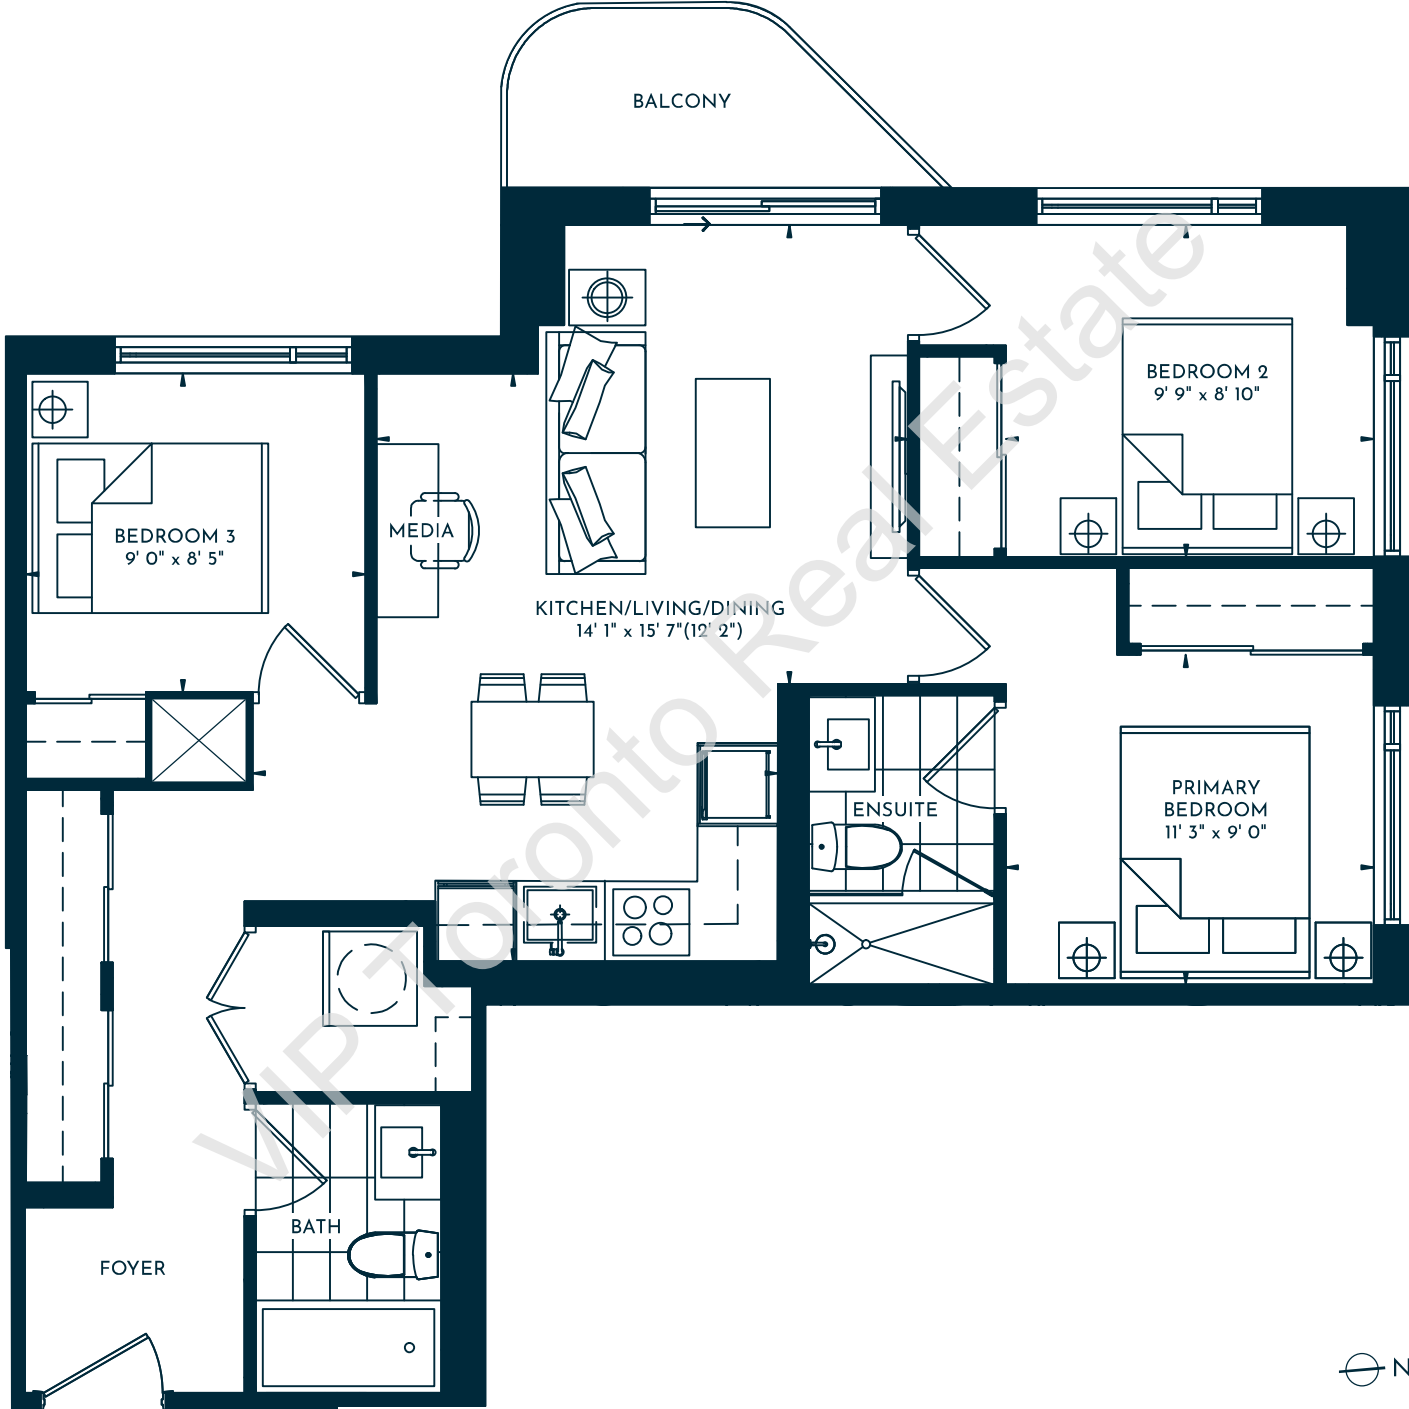 BALCONY
BEDROOM 2
9' 9" x 8' 10"
BEDROOM 3
9' 0" x 8' 5"
MEDIA
KITCHEN/LIVING/DINING
14' 1" x 15' 7"(12' 2")
PRIMARY
BEDROOM
11' 3" x 9' 0"
ENSUITE
BATH
FOYER
N
VIP Toronto Real Estate